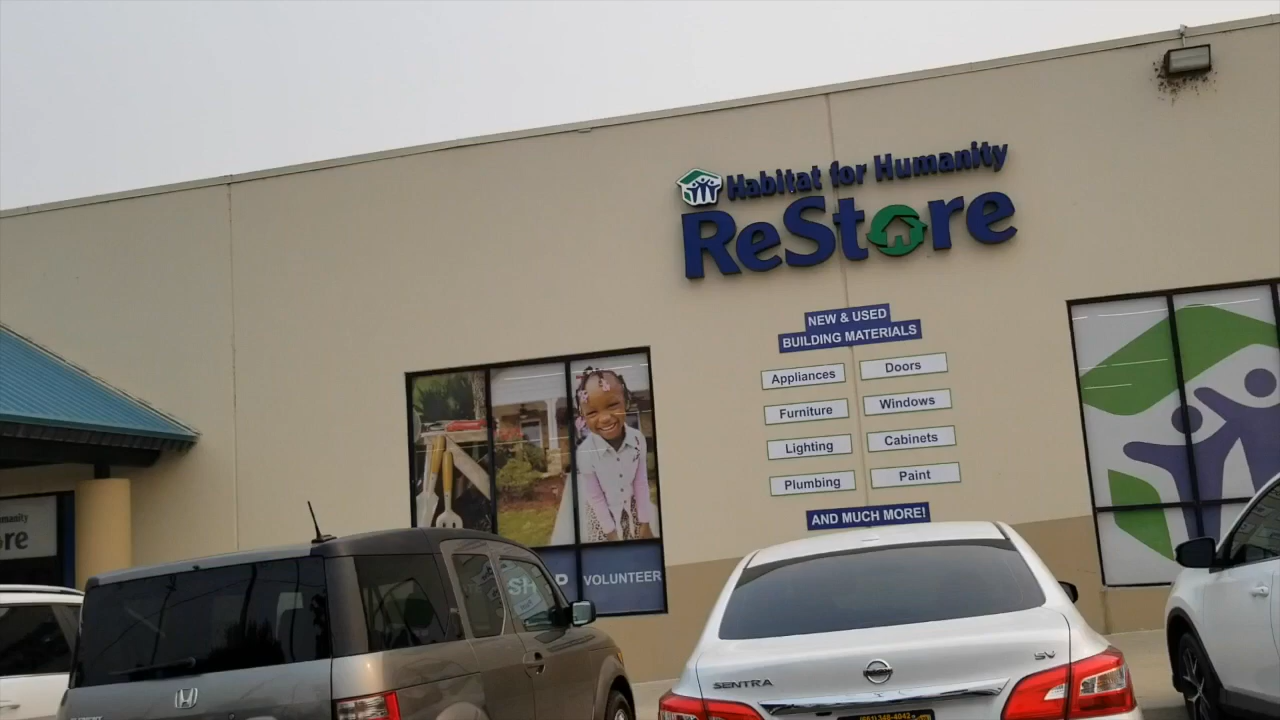 Habitat for Humanity
ReStore
NEW & USED
BUILDING MATERIALS
Appliances
Doors
Furniture
Windows
Lighting
Cabinets
Plumbing
Paint
AND MUCH MORE!
VOLUNTEER
SENTRA
SV